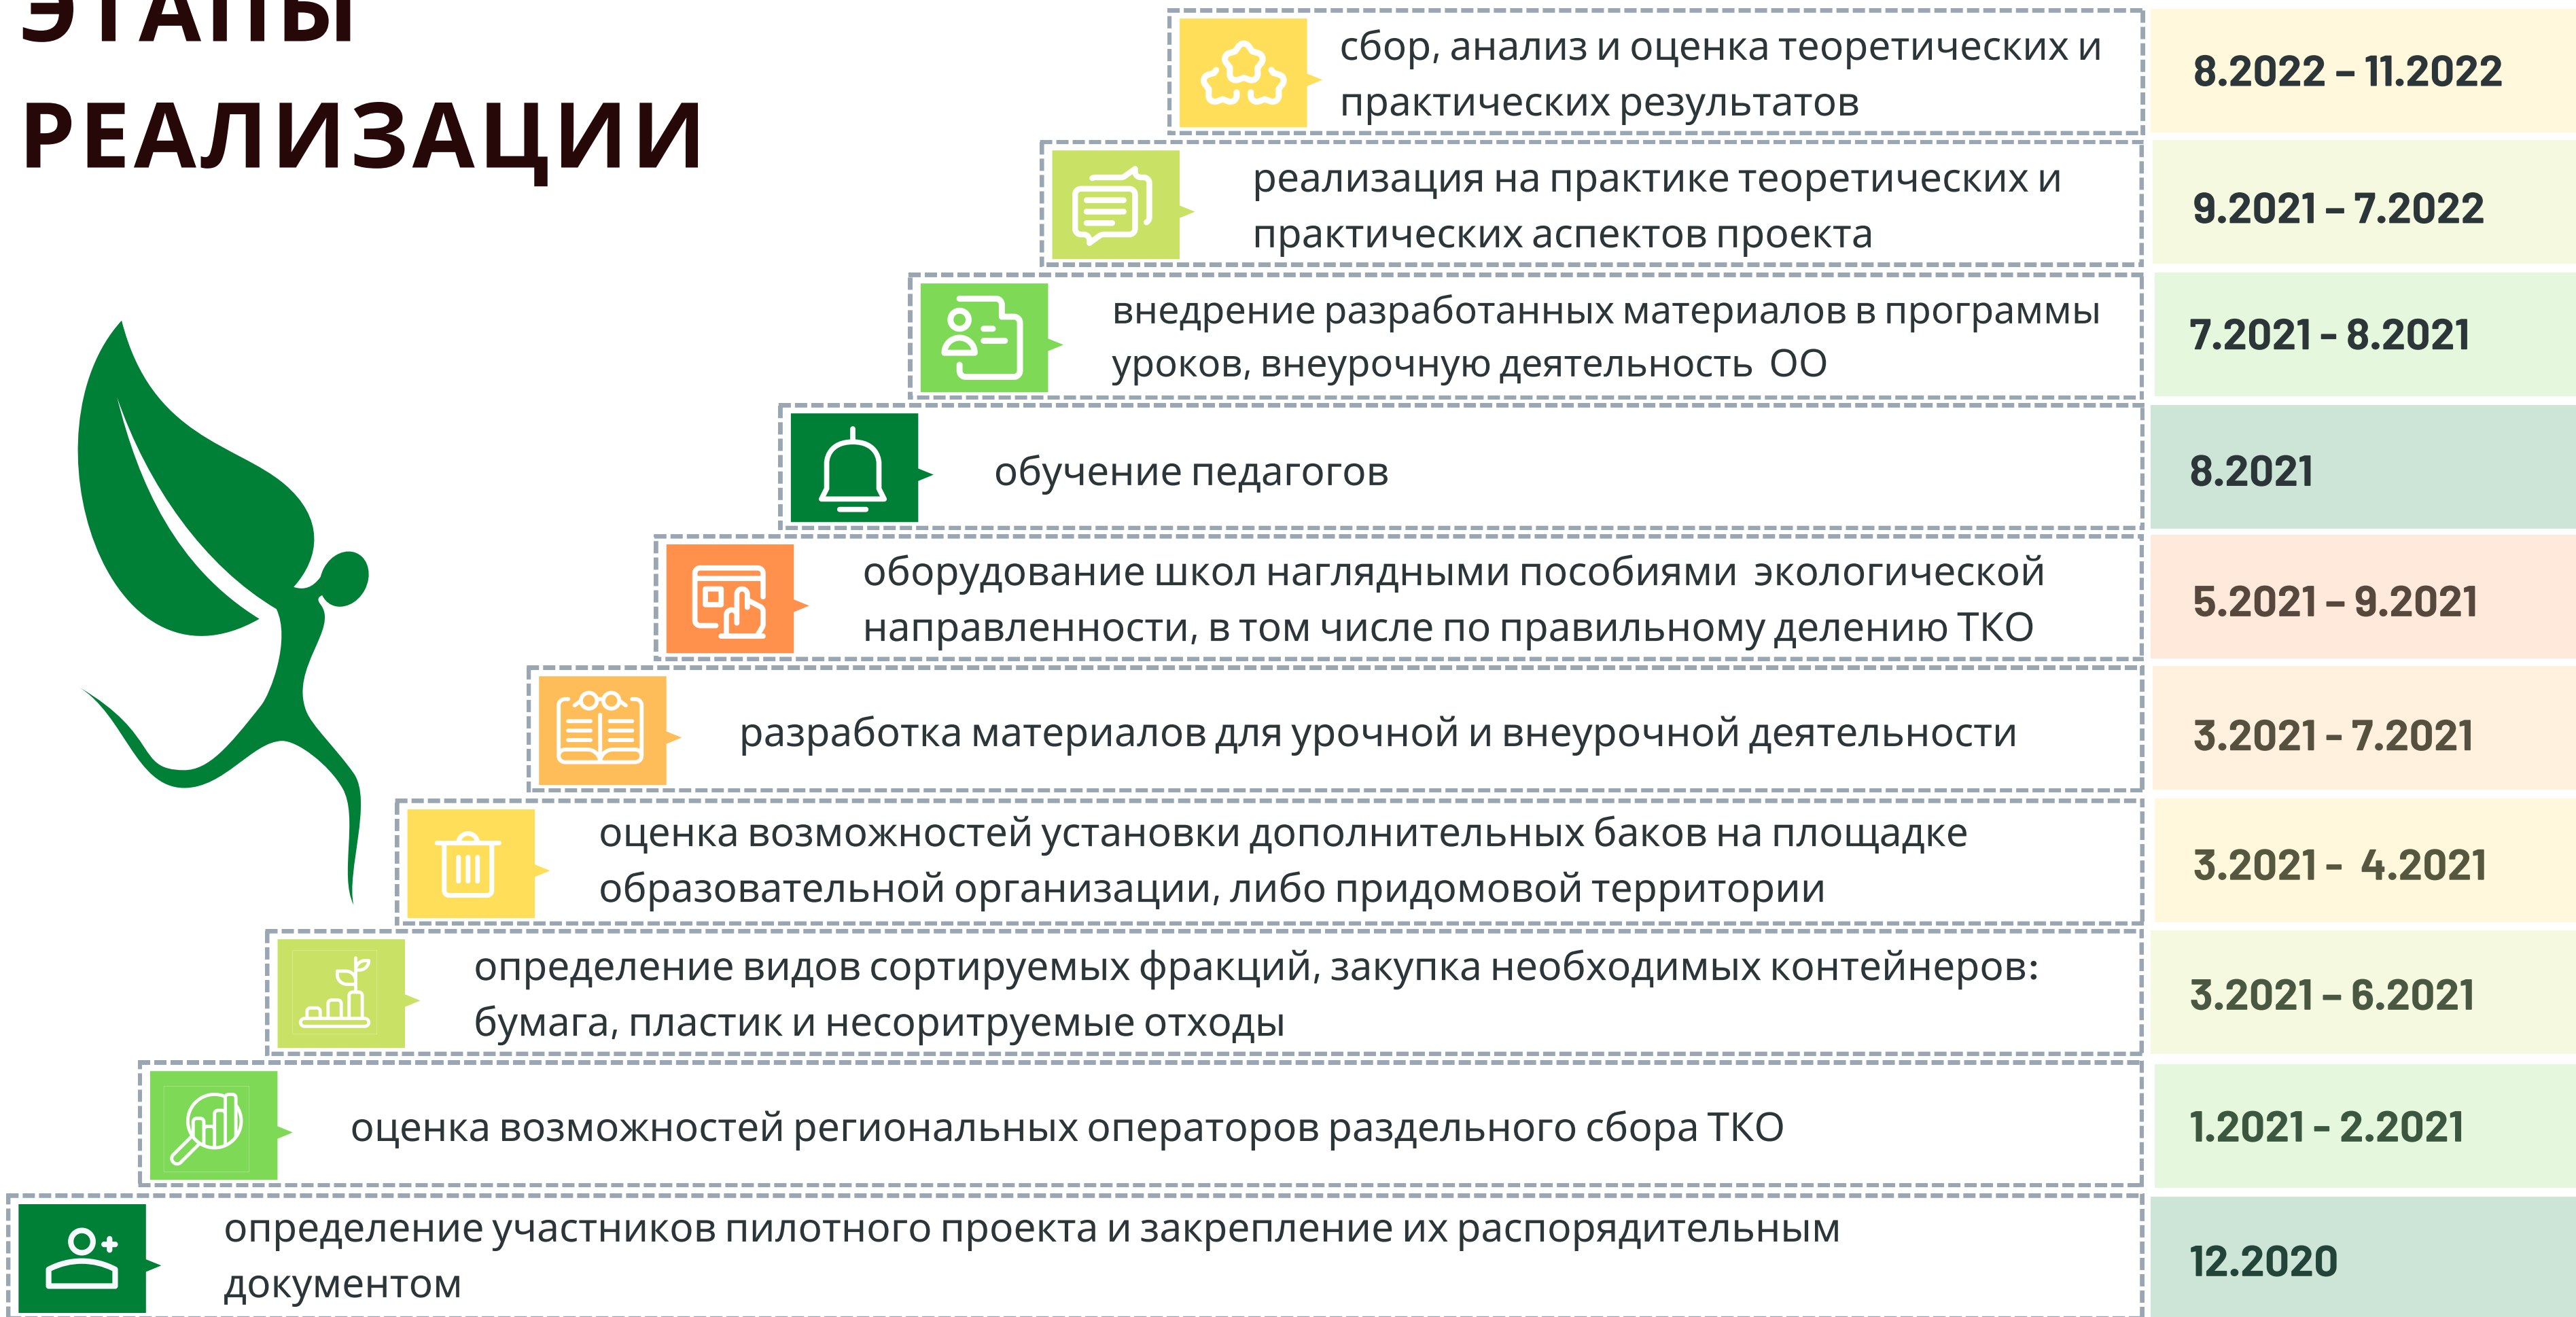 ЭТАПЫ
РЕАЛИЗАЦИИ
сбор, анализ и оценка теоретических и
практических результатов
8.2022 – 11.2022
реализация на практике теоретических и
практических аспектов проекта
9.2021 – 7.2022
внедрение разработанных материалов в программы
уроков, внеурочную деятельность ОО
7.2021 - 8.2021
обучение педагогов
8.2021
оборудование школ наглядными пособиями экологической
направленности, в том числе по правильному делению ТКО
5.2021 – 9.2021
разработка материалов для урочной и внеурочной деятельности
3.2021 - 7.2021
оценка возможностей установки дополнительных баков на площадке
образовательной организации, либо придомовой территории
3.2021 - 4.2021
определение видов сортируемых фракций, закупка необходимых контейнеров:
бумага, пластик и несоритруемые отходы
3.2021 – 6.2021
оценка возможностей региональных операторов раздельного сбора ТКО
1.2021 - 2.2021
определение участников пилотного проекта и закрепление их распорядительным
документом
12.2020